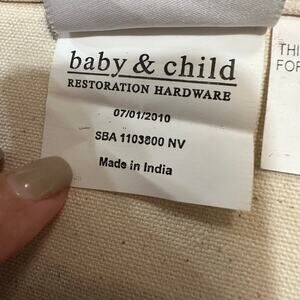 baby & child
RESTORATION HARDWARE
07/01/2010
SBA 1103800 NV
Made in India
THI
FOR